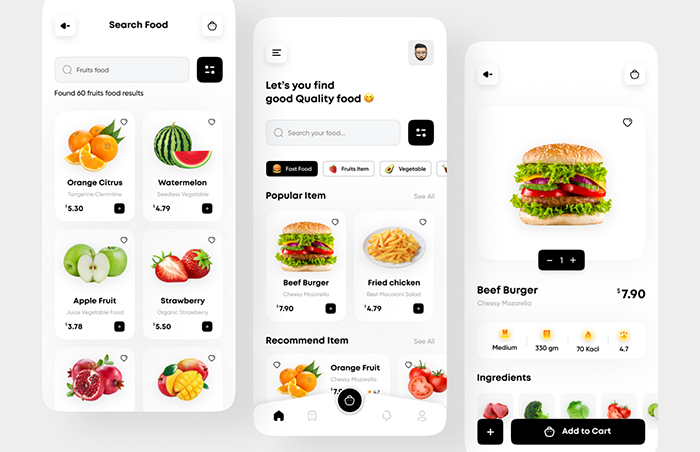 Search Food
Fruits food
Found 60 fruits food results
Orange Citrus
Tangerine Clementine
$5.30
Watermelon
Seedless Vegetable
$4.79
Apple Fruit
Juice Vegetable Food
$3.78
Strawberry
Organic Strawberry
$5.50
Let's you find
good Quality food 😋
Search your food...
Fast Food
Fruits Item
Vegetable
Popular Item
See All
Beef Burger
Cheesy Mozarella
$7.90
Fried chicken
Best Macaroni Salad
$4.79
Recommend Item
See All
Orange Fruit
Cheesy Mozarella
- 1 +
Beef Burger
$7.90
Cheesy Mozarella
Medium
330 gm
70 Kacl
4.7
Ingredients
+
Add to Cart